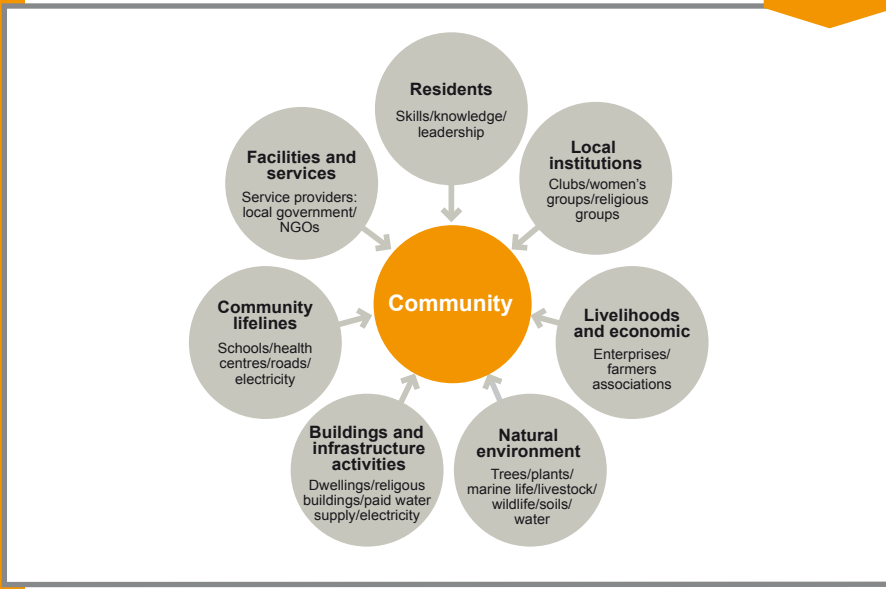 Residents
Skills/knowledge/
leadership
Local
institutions
Clubs/women's
groups/religious
groups
Facilities and
services
Service providers:
local government/
NGOs
Community
Community
lifelines
Schools/health
centres/roads/
electricity
Livelihoods
and economic
Enterprises/
farmers
associations
Buildings and
infrastructure
activities
Dwellings/religous
buildings/paid water
supply/electricity
Natural
environment
Trees/plants/
marine life/livestock/
wildlife/soils/
water